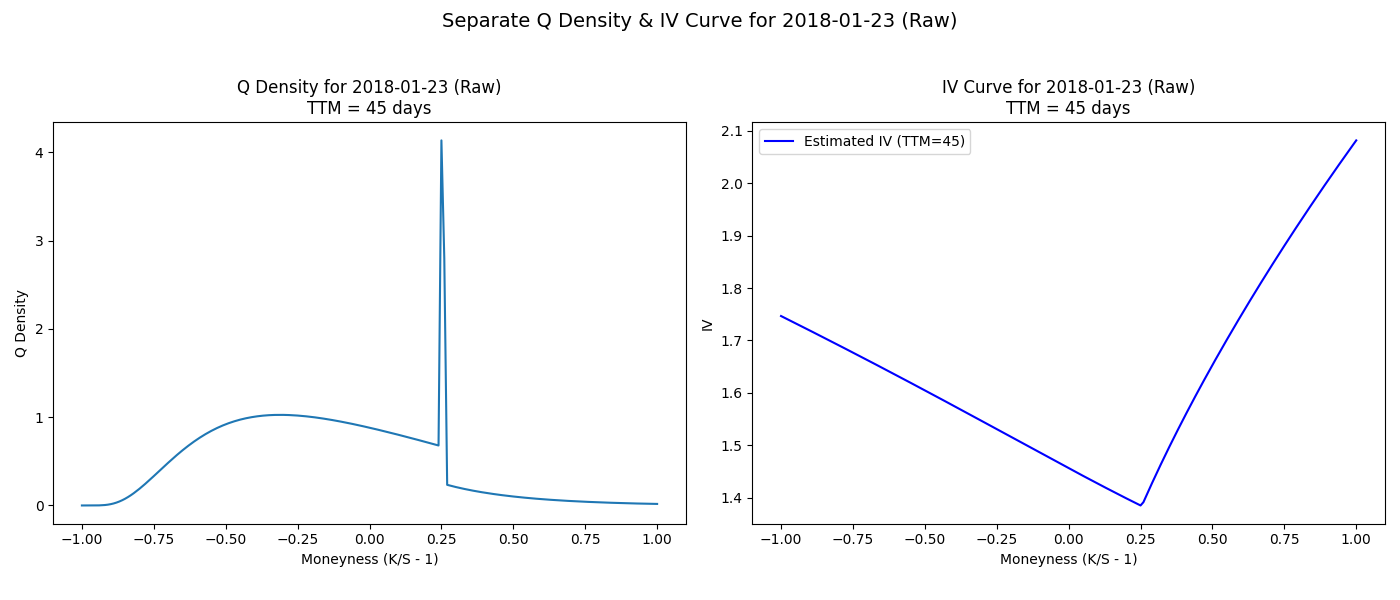 Separate Q Density & IV Curve for 2018-01-23 (Raw)
Q Density for 2018-01-23 (Raw)
TTM = 45 days
Q Density
4
3
2
1
0
−1.00 −0.75 −0.50 −0.25 0.00 0.25 0.50 0.75 1.00
Moneyness (K/S - 1)
IV Curve for 2018-01-23 (Raw)
TTM = 45 days
Estimated IV (TTM=45)
IV
2.1
2.0
1.9
1.8
1.7
1.6
1.5
1.4
−1.00 −0.75 −0.50 −0.25 0.00 0.25 0.50 0.75 1.00
Moneyness (K/S - 1)